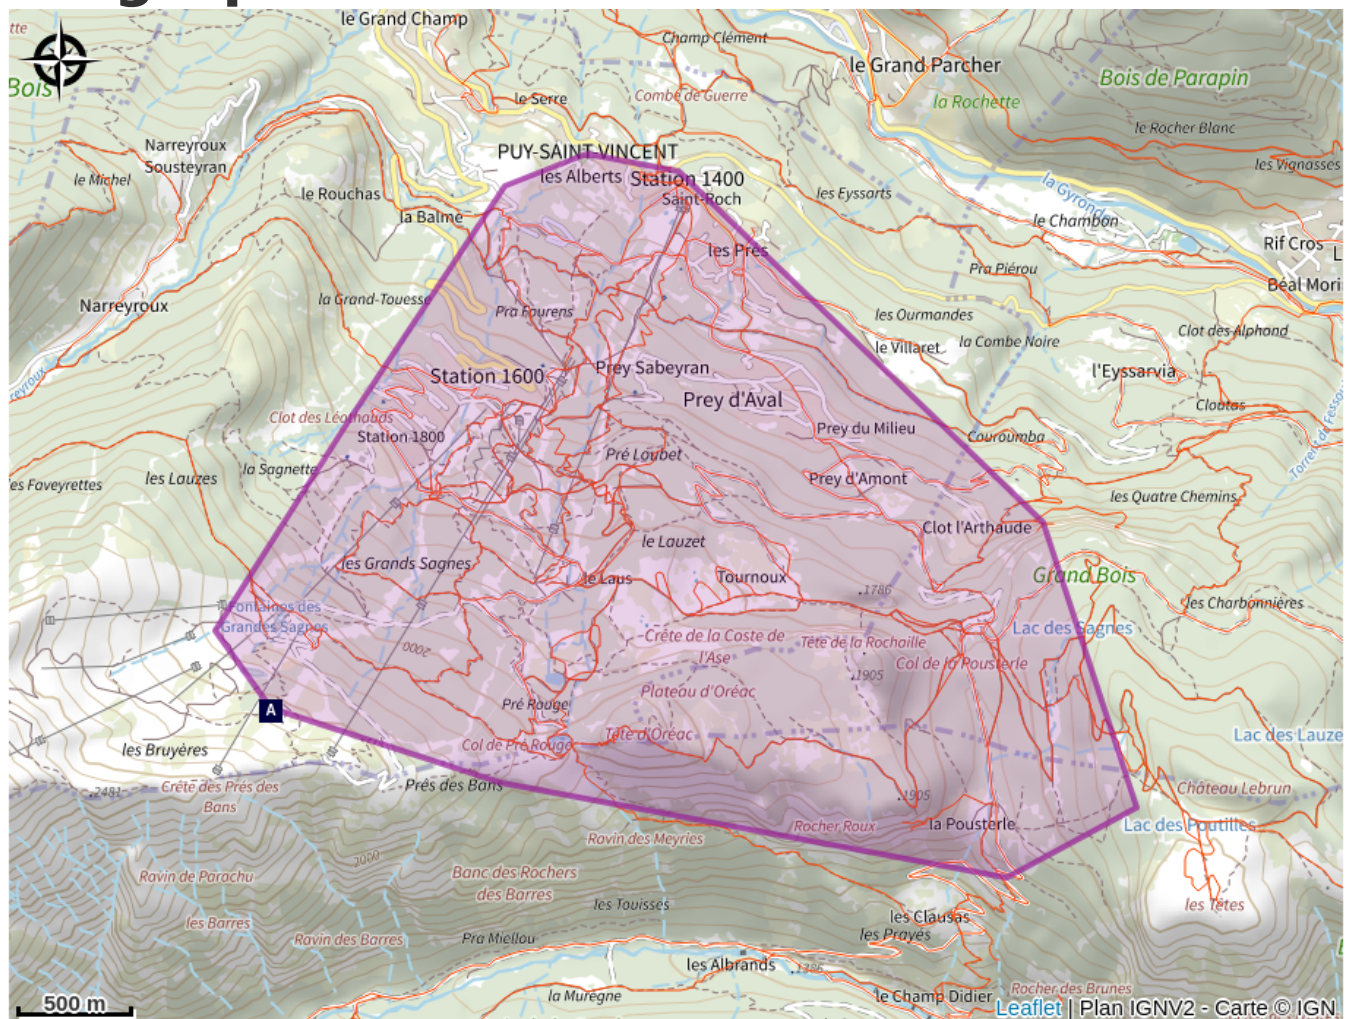 le Grand Champ
Champ Clément
le Grand Parcher
Bois de Parapin
Bois
Combe de Guerre
la Rochette
le Serre
le Rocher Blanc
Narreyroux
Sousteyran
PUY-SAINT VINCENT
les Vignasses
le Michel
les Alberts
Station 1400
Saint-Roch
le Rouchas
les Eyssarts
la Gyronde
la Balme
le Chambon
Rif Cros
les Près
Pra Piérou
Béal Mori
Narreyroux
la Grand-Touesse
Pra Fourens
les Ourmandes
Clot des Alphand
le Villaret
la Combe Noire
Prey Sabeyran
l'Eyssarvia
Station 1600
Prey d'Aval
Cloutas
Clot des Léothauds
Station 1800
Prey du Milieu
Couroumba
Pré Loubet
la Sagnette
les Lauzes
es Faveyrettes
Prey d'Amont
les Quatre Chemins
Clot l'Arthaude
le Lauzet
les Grands Sagnes
le Laus
Tournoux
Grand Bois
1786
les Charbonnières
Fontaines des
Grandes Sagnes
Lac des Sagnes
Crête de la Coste de
l'Ase
Tête de la Rochaille
2000
Col de la Pousterle
1905
Plateau d'Oréac
A
Pré Rouge
Tête d'Oréac
Lac des Lauze
Col de Pré Rouge
les Bruyères
Prés des Bans
Crête des Prés des
Bans
2481
Château Lebrun
1905
la Pousterle
Rocher Roux
Lac des Poutilles
Ravin des Meyries
2000
Ravin de Parachu
Banc des Rochers
des Barres
les Touisses
les Têtes
les Barres
les Clausas
les Prayés
Ravin des Barres
Pra Miellou
les Albrands
1386
la Muregne
le Champ Didier
Rocher des Brunes
500 m
Leaflet | Plan IGNV2 - Carte © IGN